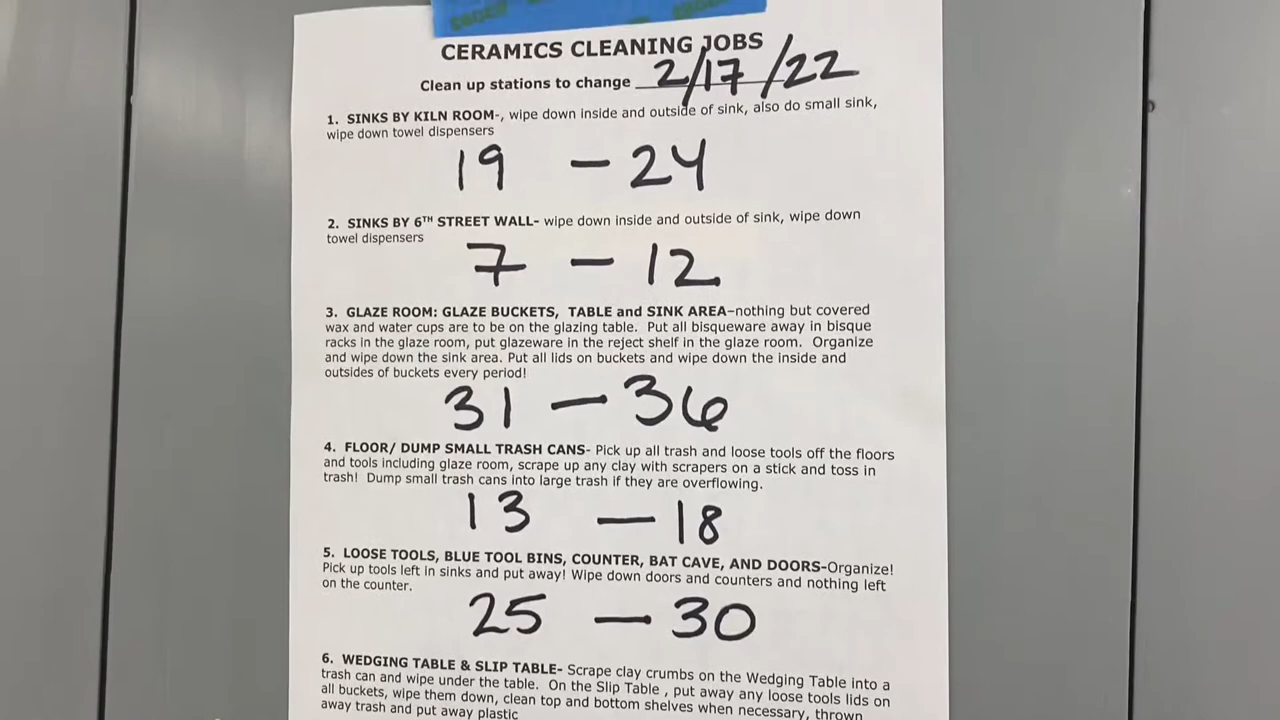 CERAMICS CLEANING JOBS
Clean up stations to change 2/17/22
1. SINKS BY KILN ROOM-, wipe down inside and outside of sink, also do small sink,
wipe down towel dispensers
19 - 24
2. SINKS BY 6TH STREET WALL- wipe down inside and outside of sink, wipe down
towel dispensers
7 - 12
3. GLAZE ROOM: GLAZE BUCKETS, TABLE and SINK AREA–nothing but covered
wax and water cups are to be on the glazing table. Put all bisqueware away in bisque
racks in the glaze room, put glazeware in the reject shelf in the glaze room. Organize
and wipe down the sink area. Put all lids on buckets and wipe down the inside and
outsides of buckets every period!
31 - 36
4. FLOOR/ DUMP SMALL TRASH CANS- Pick up all trash and loose tools off the floors
and tools including glaze room, scrape up any clay with scrapers on a stick and toss in
trash! Dump small trash cans into large trash if they are overflowing.
13 - 18
5. LOOSE TOOLS, BLUE TOOL BINS, COUNTER, BAT CAVE, AND DOORS–Organize!
Pick up tools left in sinks and put away! Wipe down doors and counters and nothing left
on the counter.
25 - 30
6. WEDGING TABLE & SLIP TABLE- Scrape clay crumbs on the Wedging Table into a
trash can and wipe under the table. On the Slip Table , put away any loose tools lids on
all buckets, wipe them down, clean top and bottom shelves when necessary, thrown
away trash and put away plastic